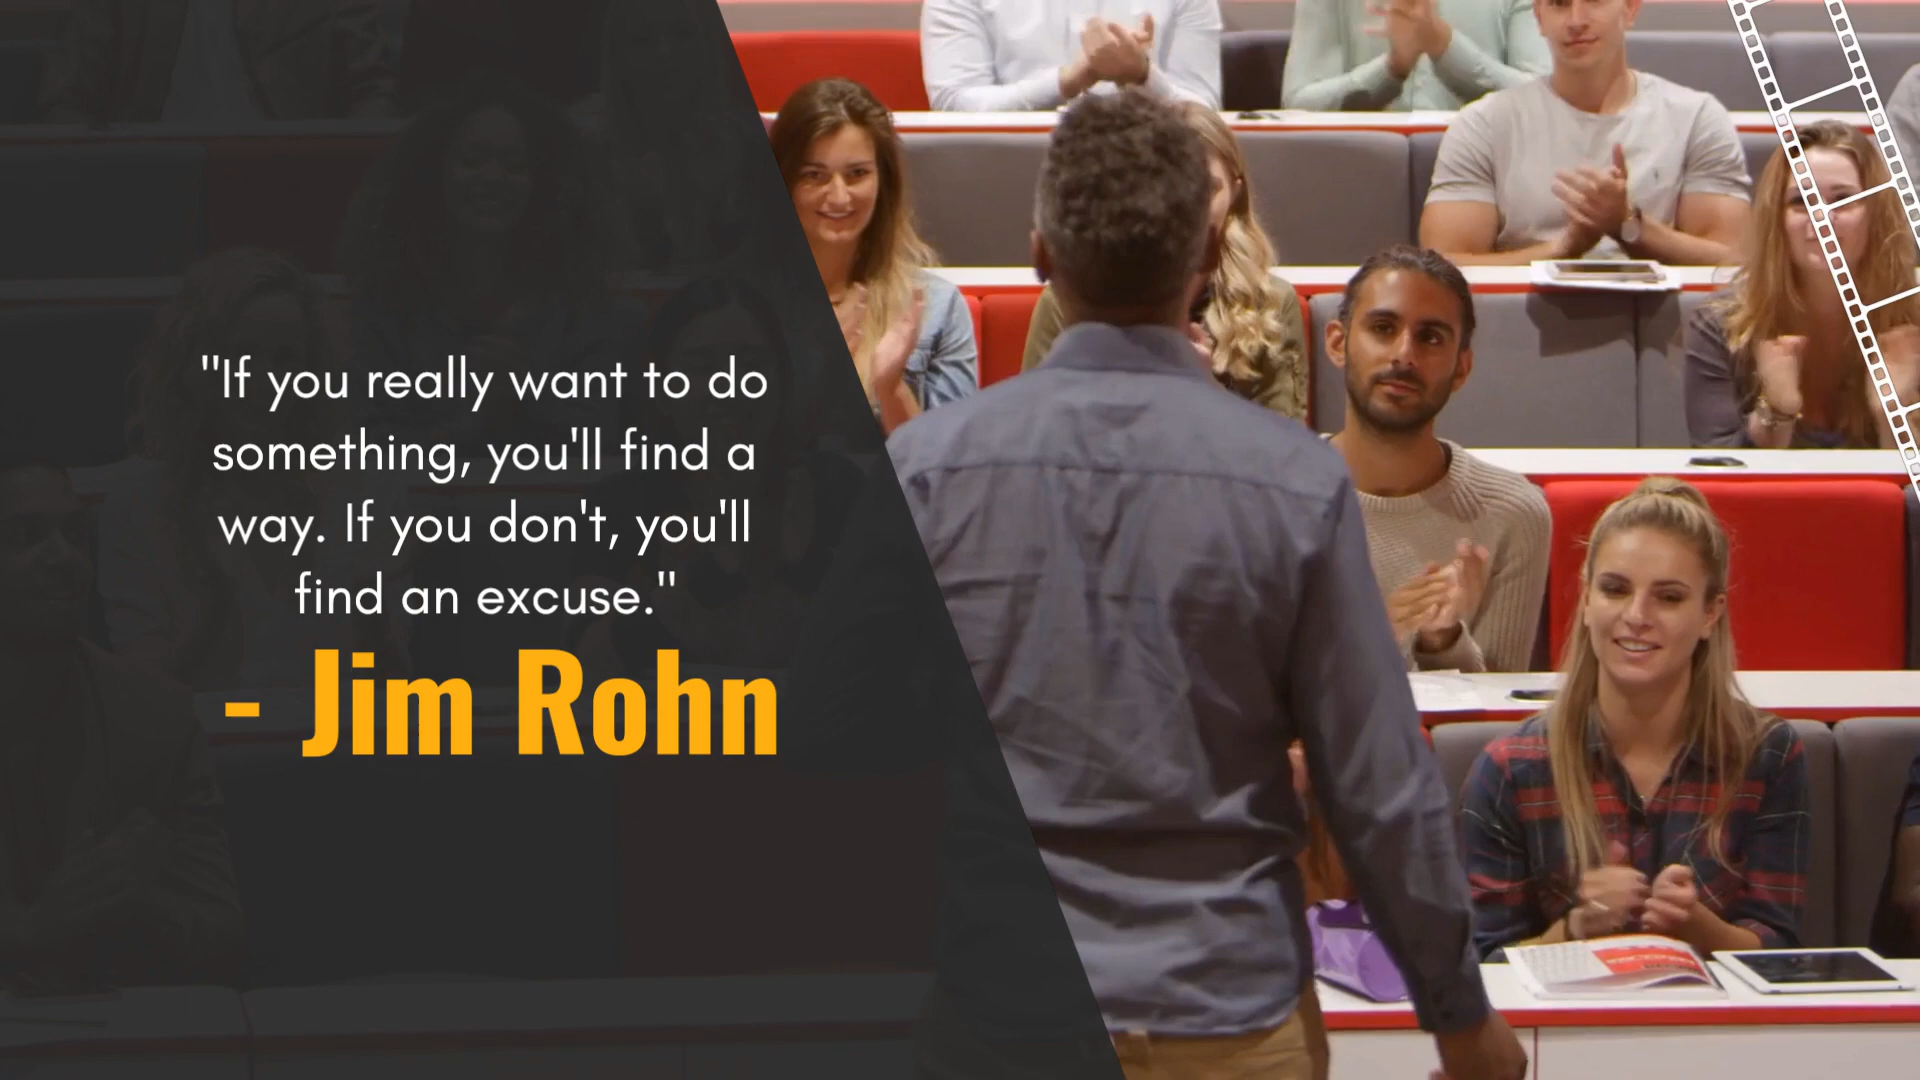 "If you really want to do
something, you'll find a
way. If you don't, you'll
find an excuse."
- Jim Rohn